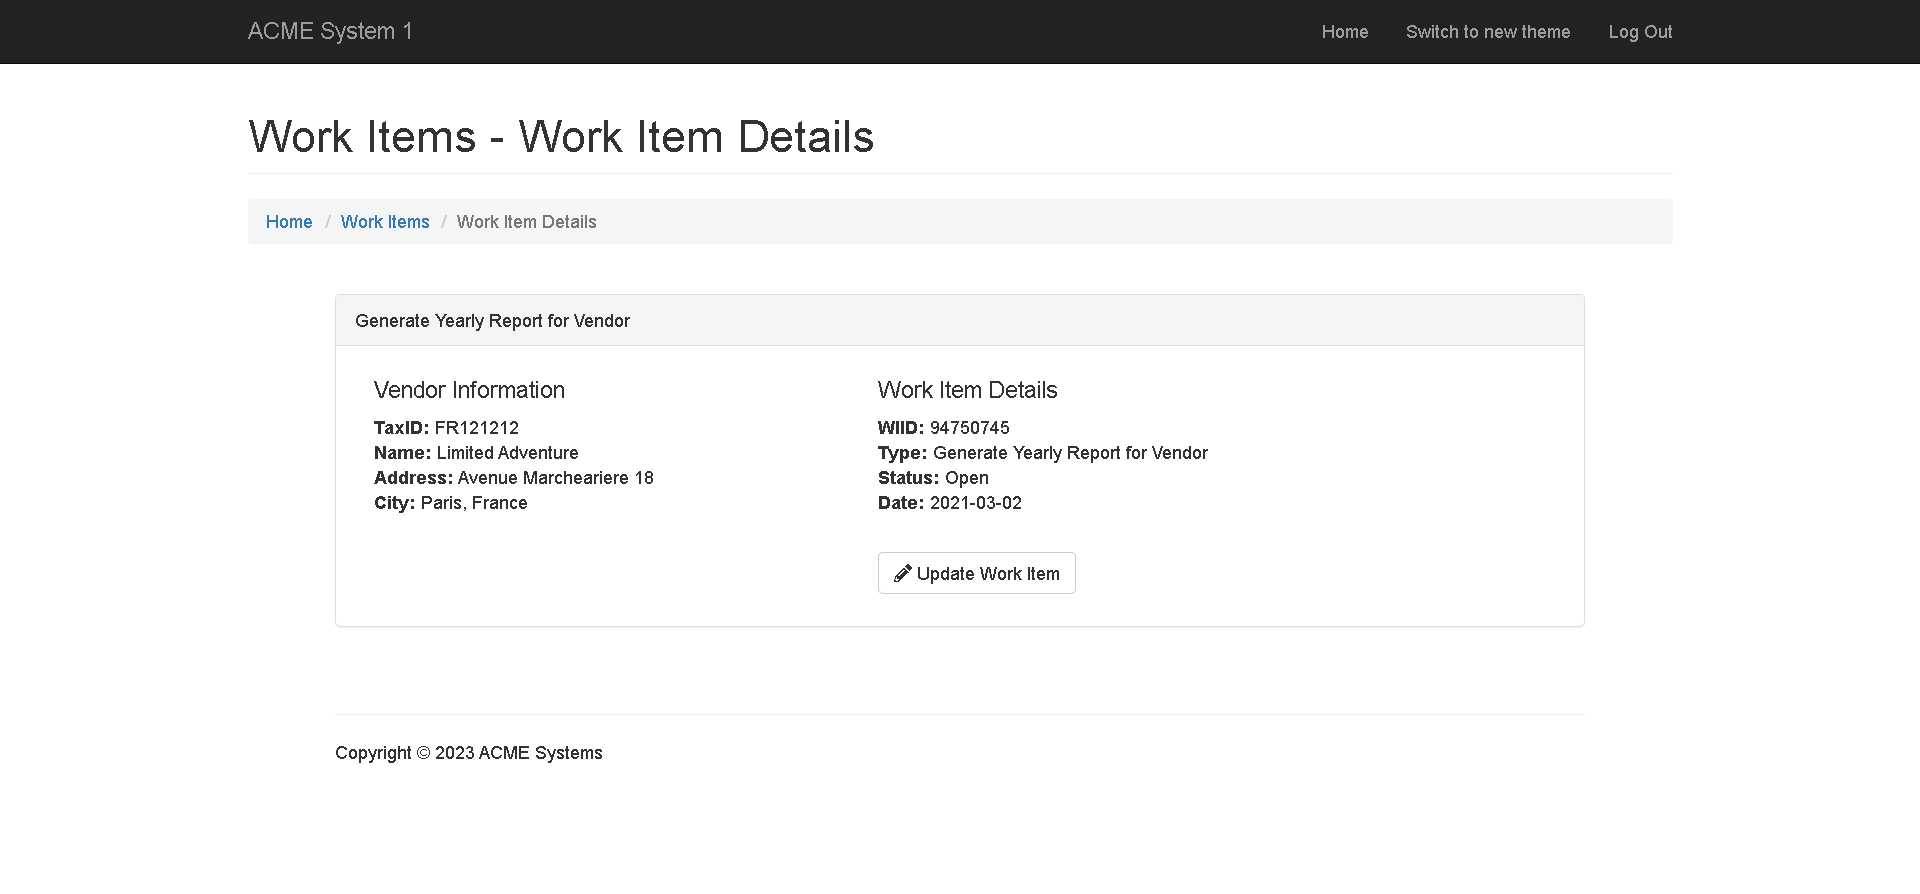 ACME System 1
Home
Switch to new theme
Log Out
Work Items - Work Item Details
Home / Work Items / Work Item Details
Generate Yearly Report for Vendor
Vendor Information
TaxID: FR121212
Name: Limited Adventure
Address: Avenue Marcheariere 18
City: Paris, France
Work Item Details
WIID: 94750745
Type: Generate Yearly Report for Vendor
Status: Open
Date: 2021-03-02
Update Work Item
Copyright © 2023 ACME Systems